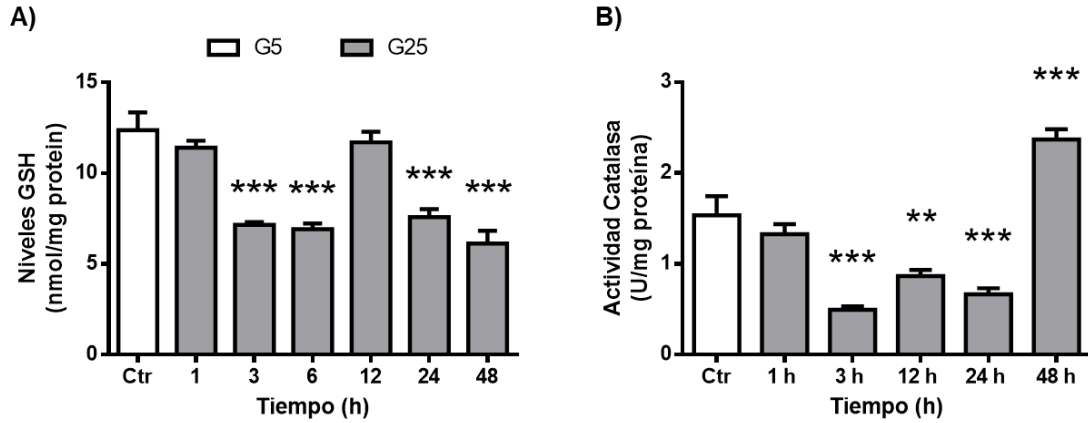 A)
G5
G25
Niveles GSH
(nmol/mg protein)
15
10
5
0
***
***
***
***
Ctr
1
3
6
12
24
48
Tiempo (h)
B)
Actividad Catalasa
(U/mg proteína)
3
2
1
0
***
**
***
***
Ctr
1 h
3 h
12 h
24 h
48 h
Tiempo (h)